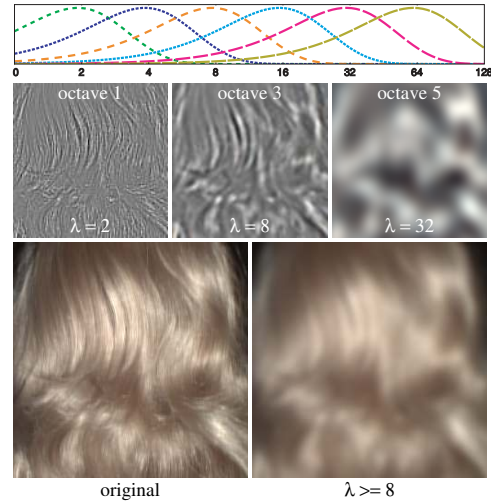 0 2 4 8 16 32 64 128
octave 1 octave 3 octave 5
λ = 2 λ = 8 λ = 32
original λ >= 8